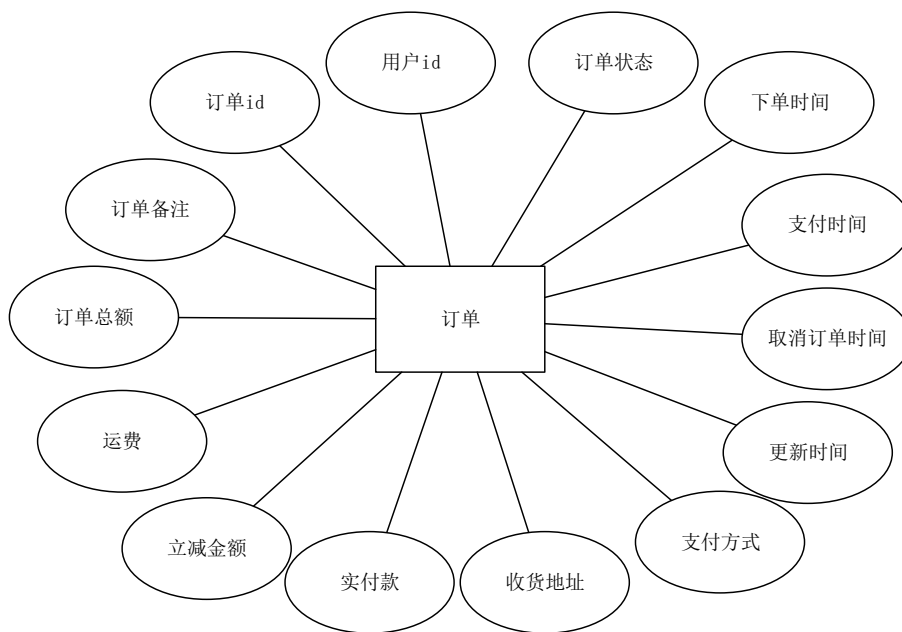 用户id
订单状态
订单id
下单时间
订单备注
支付时间
订单总额
订单
取消订单时间
运费
更新时间
立减金额
支付方式
实付款
收货地址